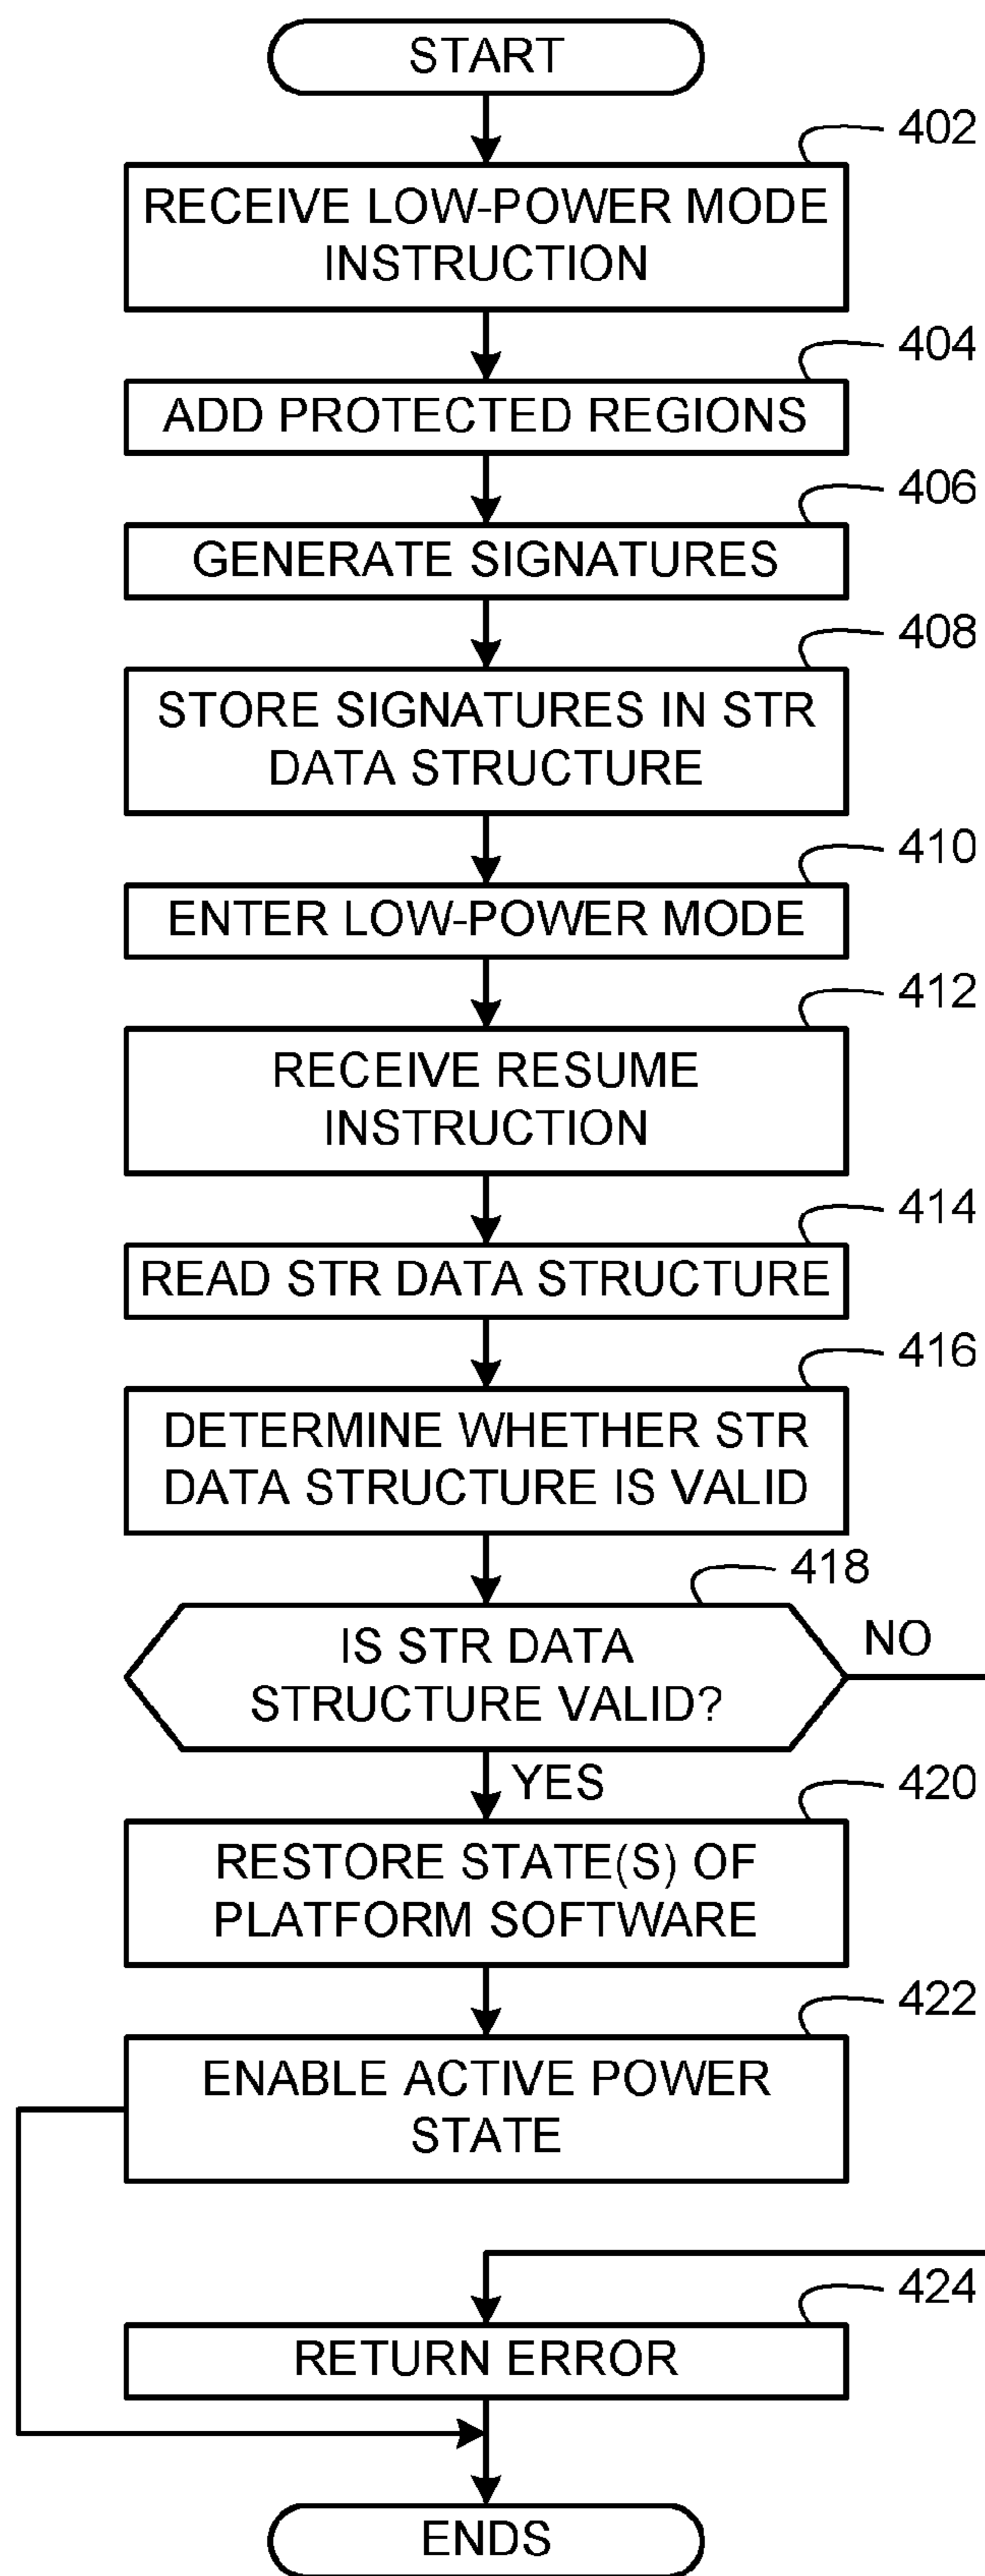 START
402
RECEIVE LOW-POWER MODE
INSTRUCTION
404
ADD PROTECTED REGIONS
406
GENERATE SIGNATURES
408
STORE SIGNATURES IN STR
DATA STRUCTURE
410
ENTER LOW-POWER MODE
412
RECEIVE RESUME
INSTRUCTION
414
READ STR DATA STRUCTURE
416
DETERMINE WHETHER STR
DATA STRUCTURE IS VALID
418
IS STR DATA
STRUCTURE VALID?
NO
YES
420
RESTORE STATE(S) OF
PLATFORM SOFTWARE
422
ENABLE ACTIVE POWER
STATE
424
RETURN ERROR
ENDS